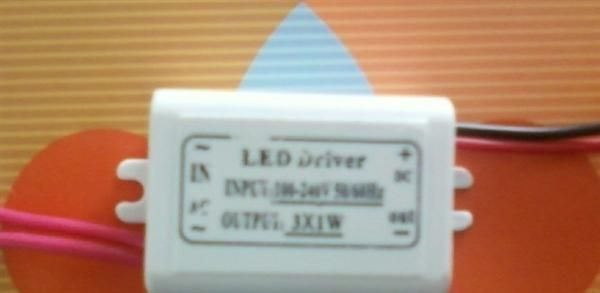 ~ LED Driver +
IN INPUT: 100-240V 50/60Hz DC
AC OUTPUT: 3X1W out
~ −